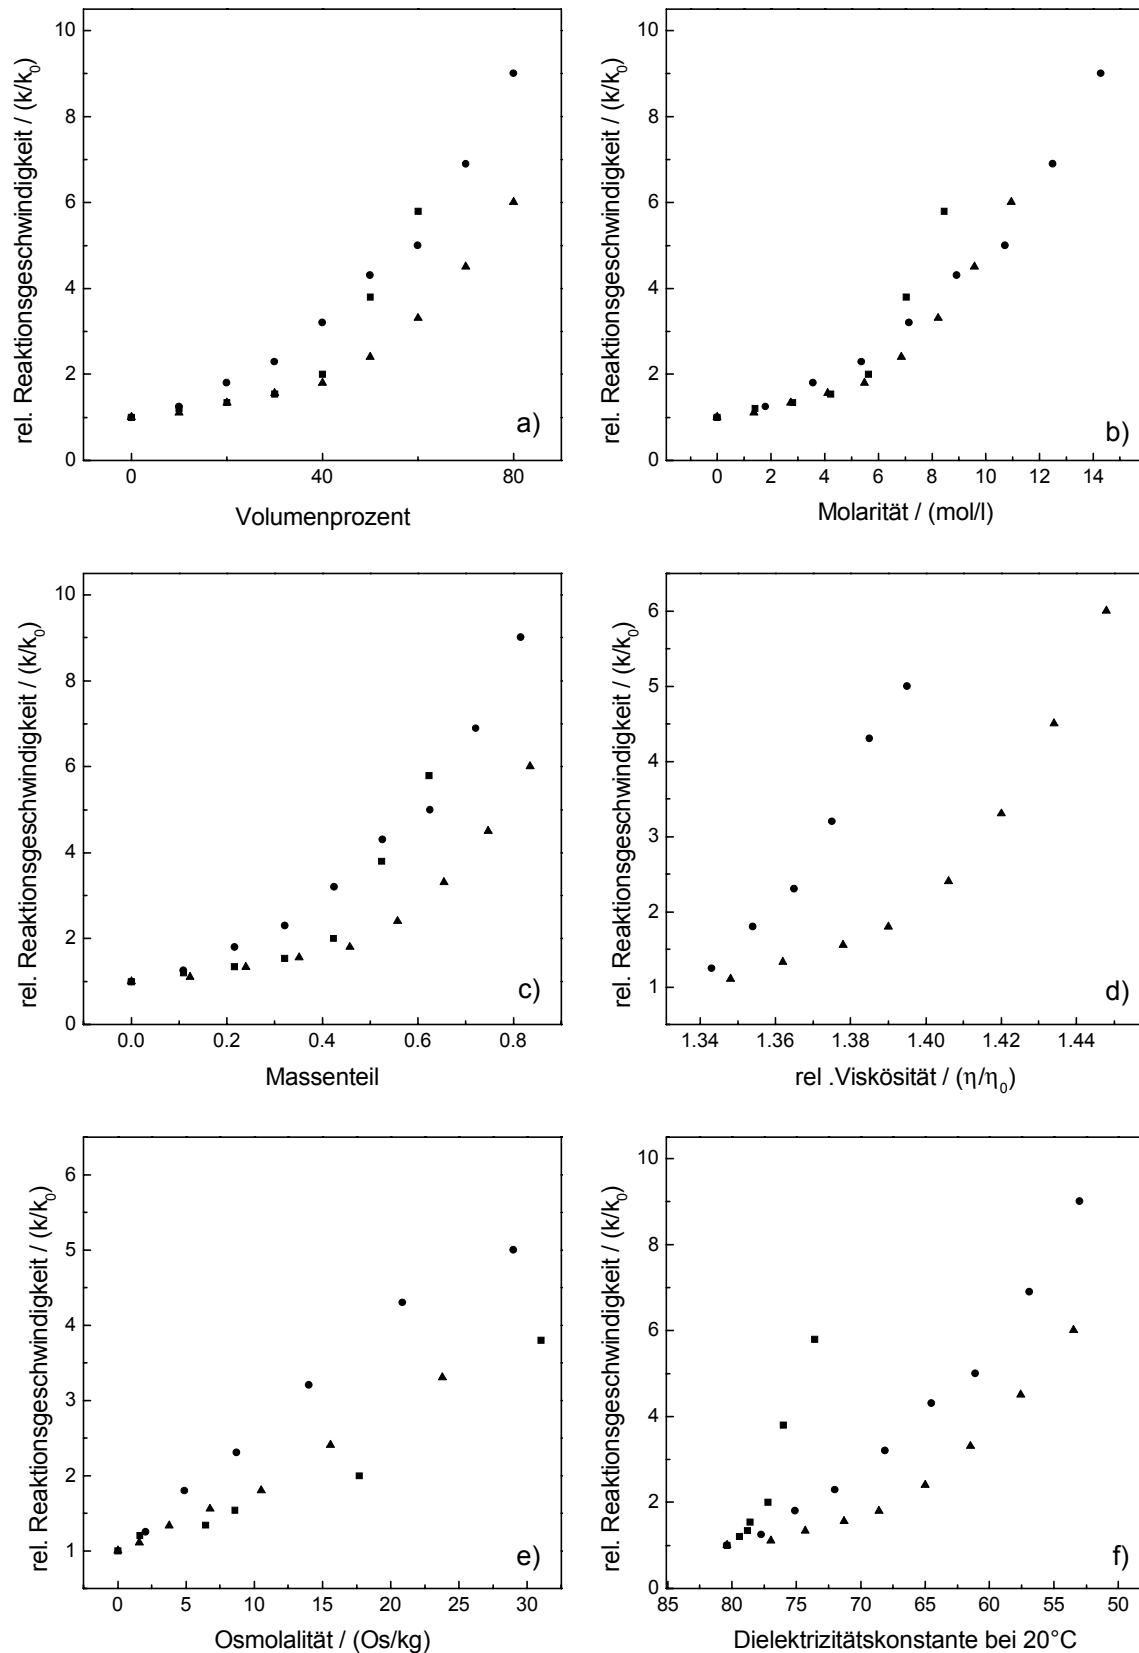 rel. Reaktionsgeschwindigkeit / (k/k0)
10
8
6
4
2
0
0 40 80
Volumenprozent
a)
rel. Reaktionsgeschwindigkeit / (k/k0)
10
8
6
4
2
0
0 2 4 6 8 10 12 14
Molarität / (mol/l)
b)
rel. Reaktionsgeschwindigkeit / (k/k0)
10
8
6
4
2
0
0.0 0.2 0.4 0.6 0.8
Massenteil
c)
rel. Reaktionsgeschwindigkeit / (k/k0)
6
5
4
3
2
1
1.34 1.36 1.38 1.40 1.42 1.44
rel .Viskösität / (η/η0)
d)
rel. Reaktionsgeschwindigkeit / (k/k0)
6
5
4
3
2
1
0 5 10 15 20 25 30
Osmolalität / (Os/kg)
e)
rel. Reaktionsgeschwindigkeit / (k/k0)
10
8
6
4
2
0
85 80 75 70 65 60 55 50
Dielektrizitätskonstante bei 20°C
f)